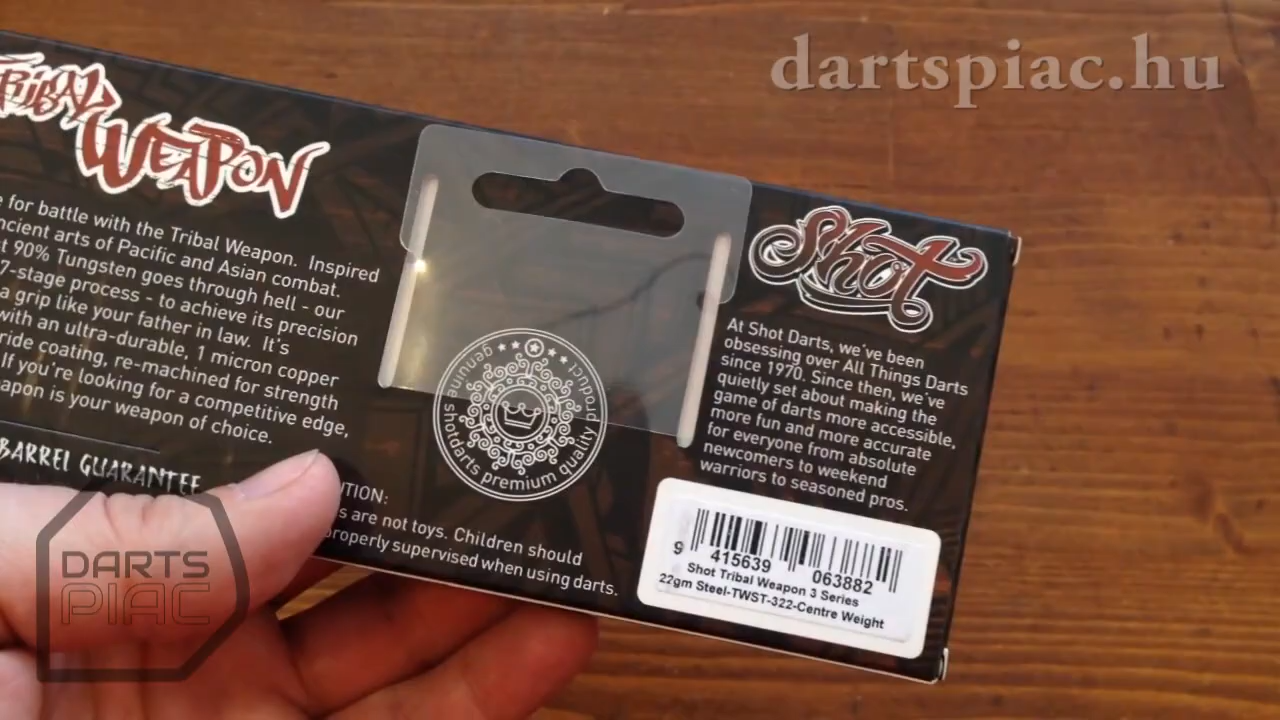 dartspiac.hu
TRIBAL
WEAPON
for battle with the Tribal Weapon. Inspired
arts of Pacific and Asian combat.
90% Tungsten goes through hell - our
7-stage process - to achieve its precision
a grip like your father in law. It's
with an ultra-durable, 1 micron copper
coating, re-machined for strength
If you're looking for a competitive edge,
is your weapon of choice.
BARREL GUARANTEE
are not toys. Children should
supervised when using darts.
genuine product
shotdarts premium quality
Shot
At Shot Darts, we've been
obsessing over All Things Darts
since 1970. Since then, we've
quietly set about making the
game of darts more accessible,
more fun and more accurate
for everyone from absolute
newcomers to weekend
warriors to seasoned pros.
9 415639 063882
Shot Tribal Weapon 3 Series
22gm Steel-TWST-322-Centre Weight
DARTS
PIAC